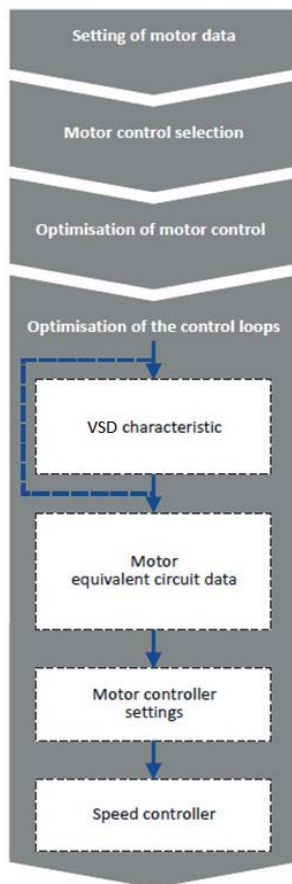 Setting of motor data
Motor control selection
Optimisation of motor control
Optimisation of the control loops
VSD characteristic
Motor
equivalent circuit data
Motor controller
settings
Speed controller